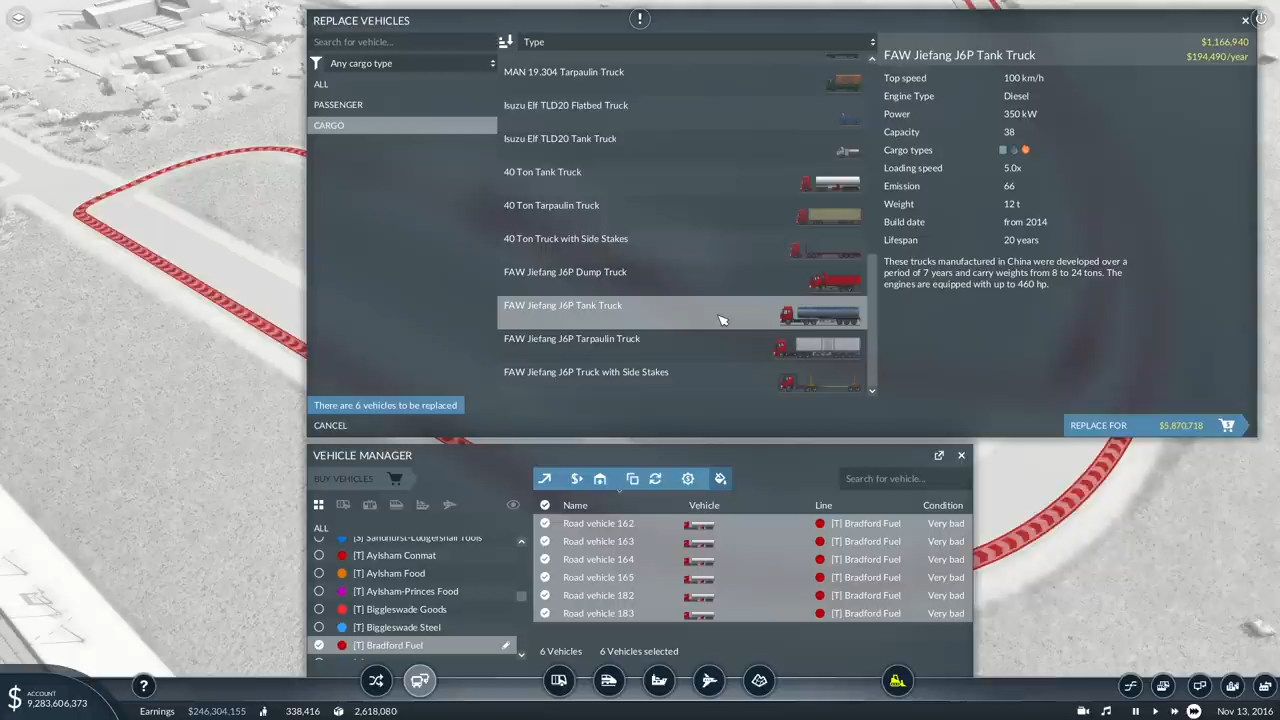 REPLACE VEHICLES
Search for vehicle...
Type
Any cargo type
ALL
PASSENGER
CARGO
MAN 19.304 Tarpaulin Truck
Isuzu Elf TLD20 Flatbed Truck
Isuzu Elf TLD20 Tank Truck
40 Ton Tank Truck
40 Ton Tarpaulin Truck
40 Ton Truck with Side Stakes
FAW Jiefang J6P Dump Truck
FAW Jiefang J6P Tank Truck
FAW Jiefang J6P Tarpaulin Truck
FAW Jiefang J6P Truck with Side Stakes
$1,166,940
FAW Jiefang J6P Tank Truck
$194,490/year
Top speed 100 km/h
Engine Type Diesel
Power 350 kW
Capacity 38
Cargo types
Loading speed 5.0x
Emission 66
Weight 12 t
Build date from 2014
Lifespan 20 years
These trucks manufactured in China were developed over a
period of 7 years and carry weights from 8 to 24 tons. The
engines are equipped with up to 460 hp.
There are 6 vehicles to be replaced
CANCEL
REPLACE FOR $5,870,718
VEHICLE MANAGER
BUY VEHICLES
Search for vehicle...
ALL
[S] Sandhurst-Ludgershall Tools
[T] Aylsham Conmat
[T] Aylsham Food
[T] Aylsham-Princes Food
[T] Biggleswade Goods
[T] Biggleswade Steel
[T] Bradford Fuel
Name Vehicle Line Condition
Road vehicle 162 [T] Bradford Fuel Very bad
Road vehicle 163 [T] Bradford Fuel Very bad
Road vehicle 164 [T] Bradford Fuel Very bad
Road vehicle 165 [T] Bradford Fuel Very bad
Road vehicle 182 [T] Bradford Fuel Very bad
Road vehicle 183 [T] Bradford Fuel Very bad
6 Vehicles 6 Vehicles selected
$ ACCOUNT
9,283,606,373
?
Earnings $246,304,155 338,416 2,618,080
Nov 13, 2016